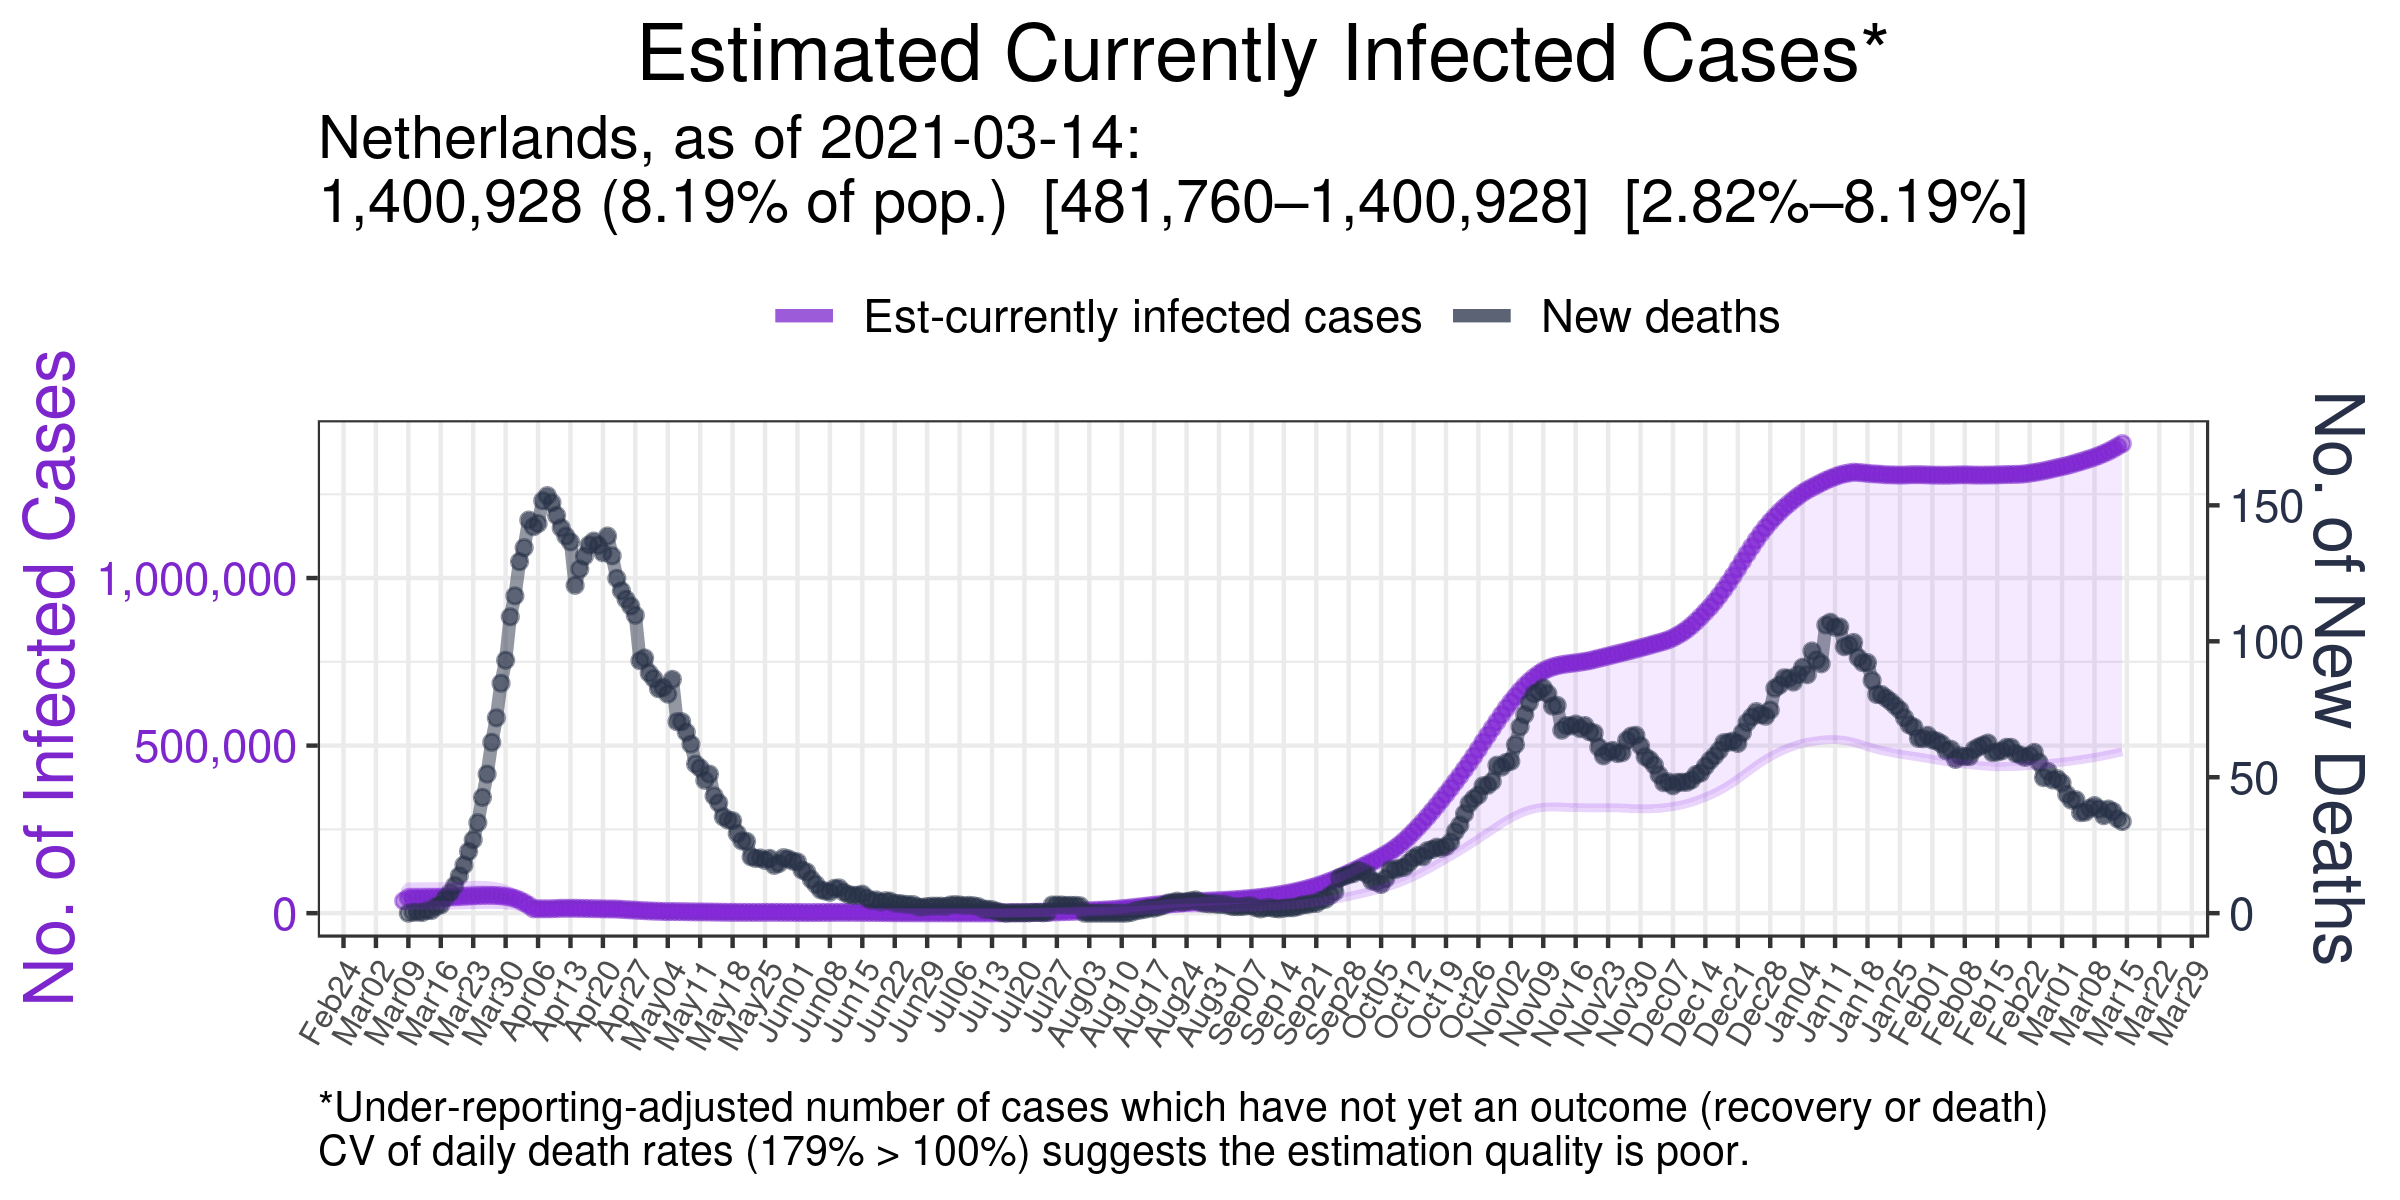 Estimated Currently Infected Cases*
Netherlands, as of 2021-03-14:
1,400,928 (8.19% of pop.)  [481,760–1,400,928]  [2.82%–8.19%]
Est-currently infected cases
New deaths
No. of Infected Cases
1,000,000
500,000
0
No. of New Deaths
150
100
50
0
Feb24
Mar02
Mar09
Mar16
Mar23
Mar30
Apr06
Apr13
Apr20
Apr27
May04
May11
May18
May25
Jun01
Jun08
Jun15
Jun22
Jun29
Jul06
Jul13
Jul20
Jul27
Aug03
Aug10
Aug17
Aug24
Aug31
Sep07
Sep14
Sep21
Sep28
Oct05
Oct12
Oct19
Oct26
Nov02
Nov09
Nov16
Nov23
Nov30
Dec07
Dec14
Dec21
Dec28
Jan04
Jan11
Jan18
Jan25
Feb01
Feb08
Feb15
Feb22
Mar01
Mar08
Mar15
Mar22
Mar29
*Under-reporting-adjusted number of cases which have not yet an outcome (recovery or death)
CV of daily death rates (179% > 100%) suggests the estimation quality is poor.